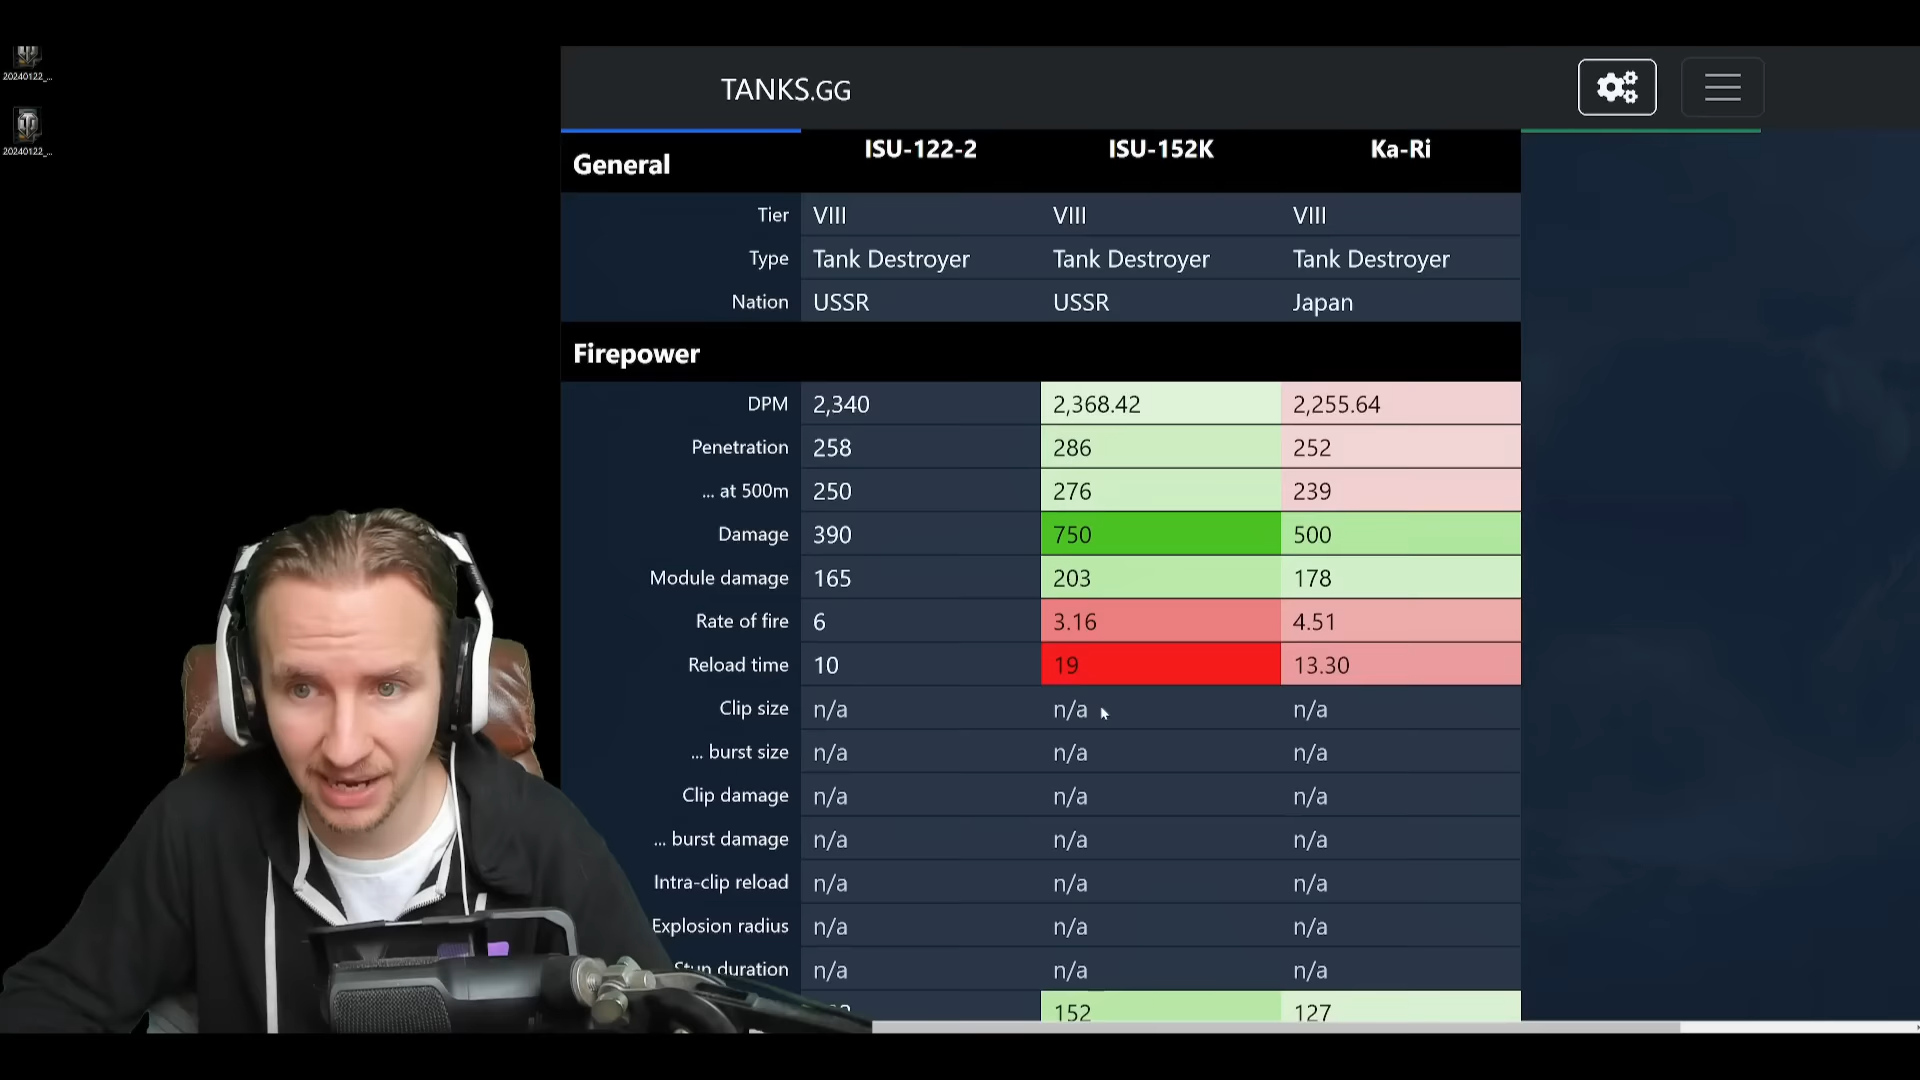 20240122_...
20240122_...
TANKS.GG
General ISU-122-2 ISU-152K Ka-Ri
Tier VIII VIII VIII
Type Tank Destroyer Tank Destroyer Tank Destroyer
Nation USSR USSR Japan
Firepower
DPM 2,340 2,368.42 2,255.64
Penetration 258 286 252
... at 500m 250 276 239
Damage 390 750 500
Module damage 165 203 178
Rate of fire 6 3.16 4.51
Reload time 10 19 13.30
Clip size n/a n/a n/a
... burst size n/a n/a n/a
Clip damage n/a n/a n/a
... burst damage n/a n/a n/a
Intra-clip reload n/a n/a n/a
Explosion radius n/a n/a n/a
Stun duration n/a n/a n/a
152 127